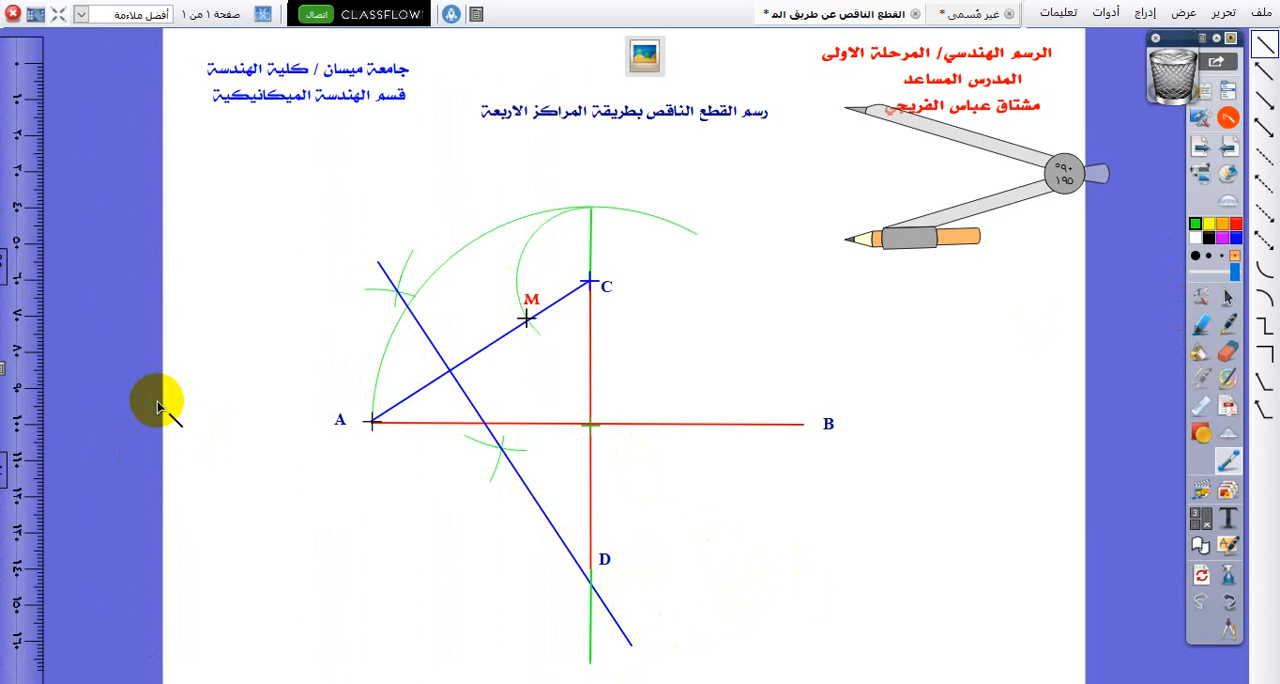 ملف تحرير عرض إدراج أدوات تعليمات
غير مُسمى *
القطع الناقص عن طريق الم *
CLASSFLOW
اتصال
صفحة ١ من ١
أفضل ملاءمة
الرسم الهندسي/ المرحلة الاولى
المدرس المساعد
مشتاق عباس الفريجي
جامعة ميسان / كلية الهندسة
قسم الهندسة الميكانيكية
رسم القطع الناقص بطريقة المراكز الاربعة
٥٩٠
١٩٥
C
M
A
B
D